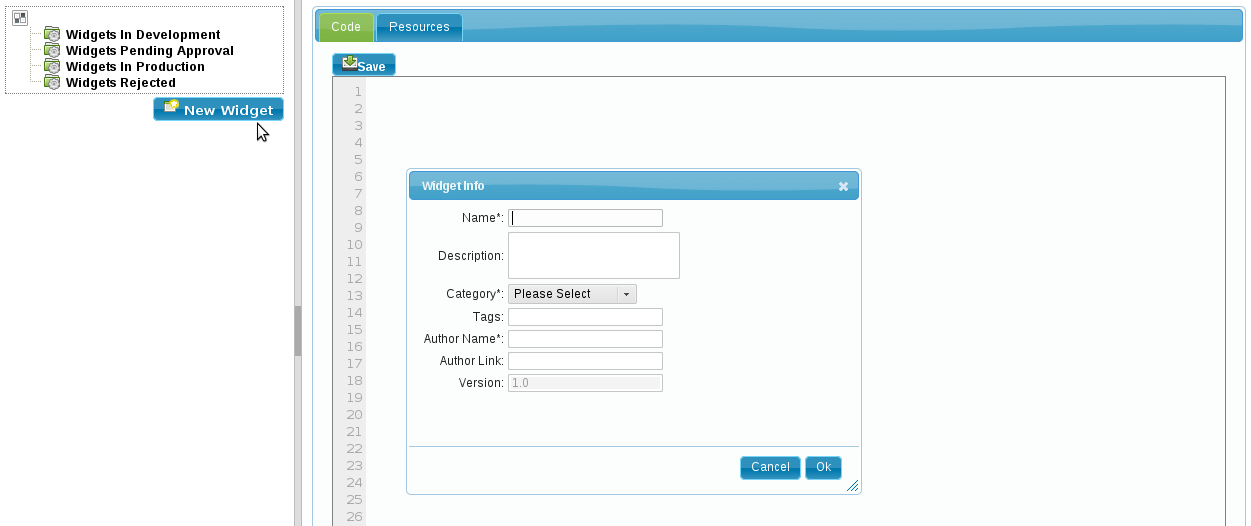 Widgets In Development
Widgets Pending Approval
Widgets In Production
Widgets Rejected
New Widget
Code Resources
Save
1
2
3
4
5
6
7
8
9
10
11
12
13
14
15
16
17
18
19
20
21
22
23
24
25
26
Widget Info
Name*:
Description:
Category*: Please Select
Tags:
Author Name*:
Author Link:
Version: 1.0
Cancel Ok